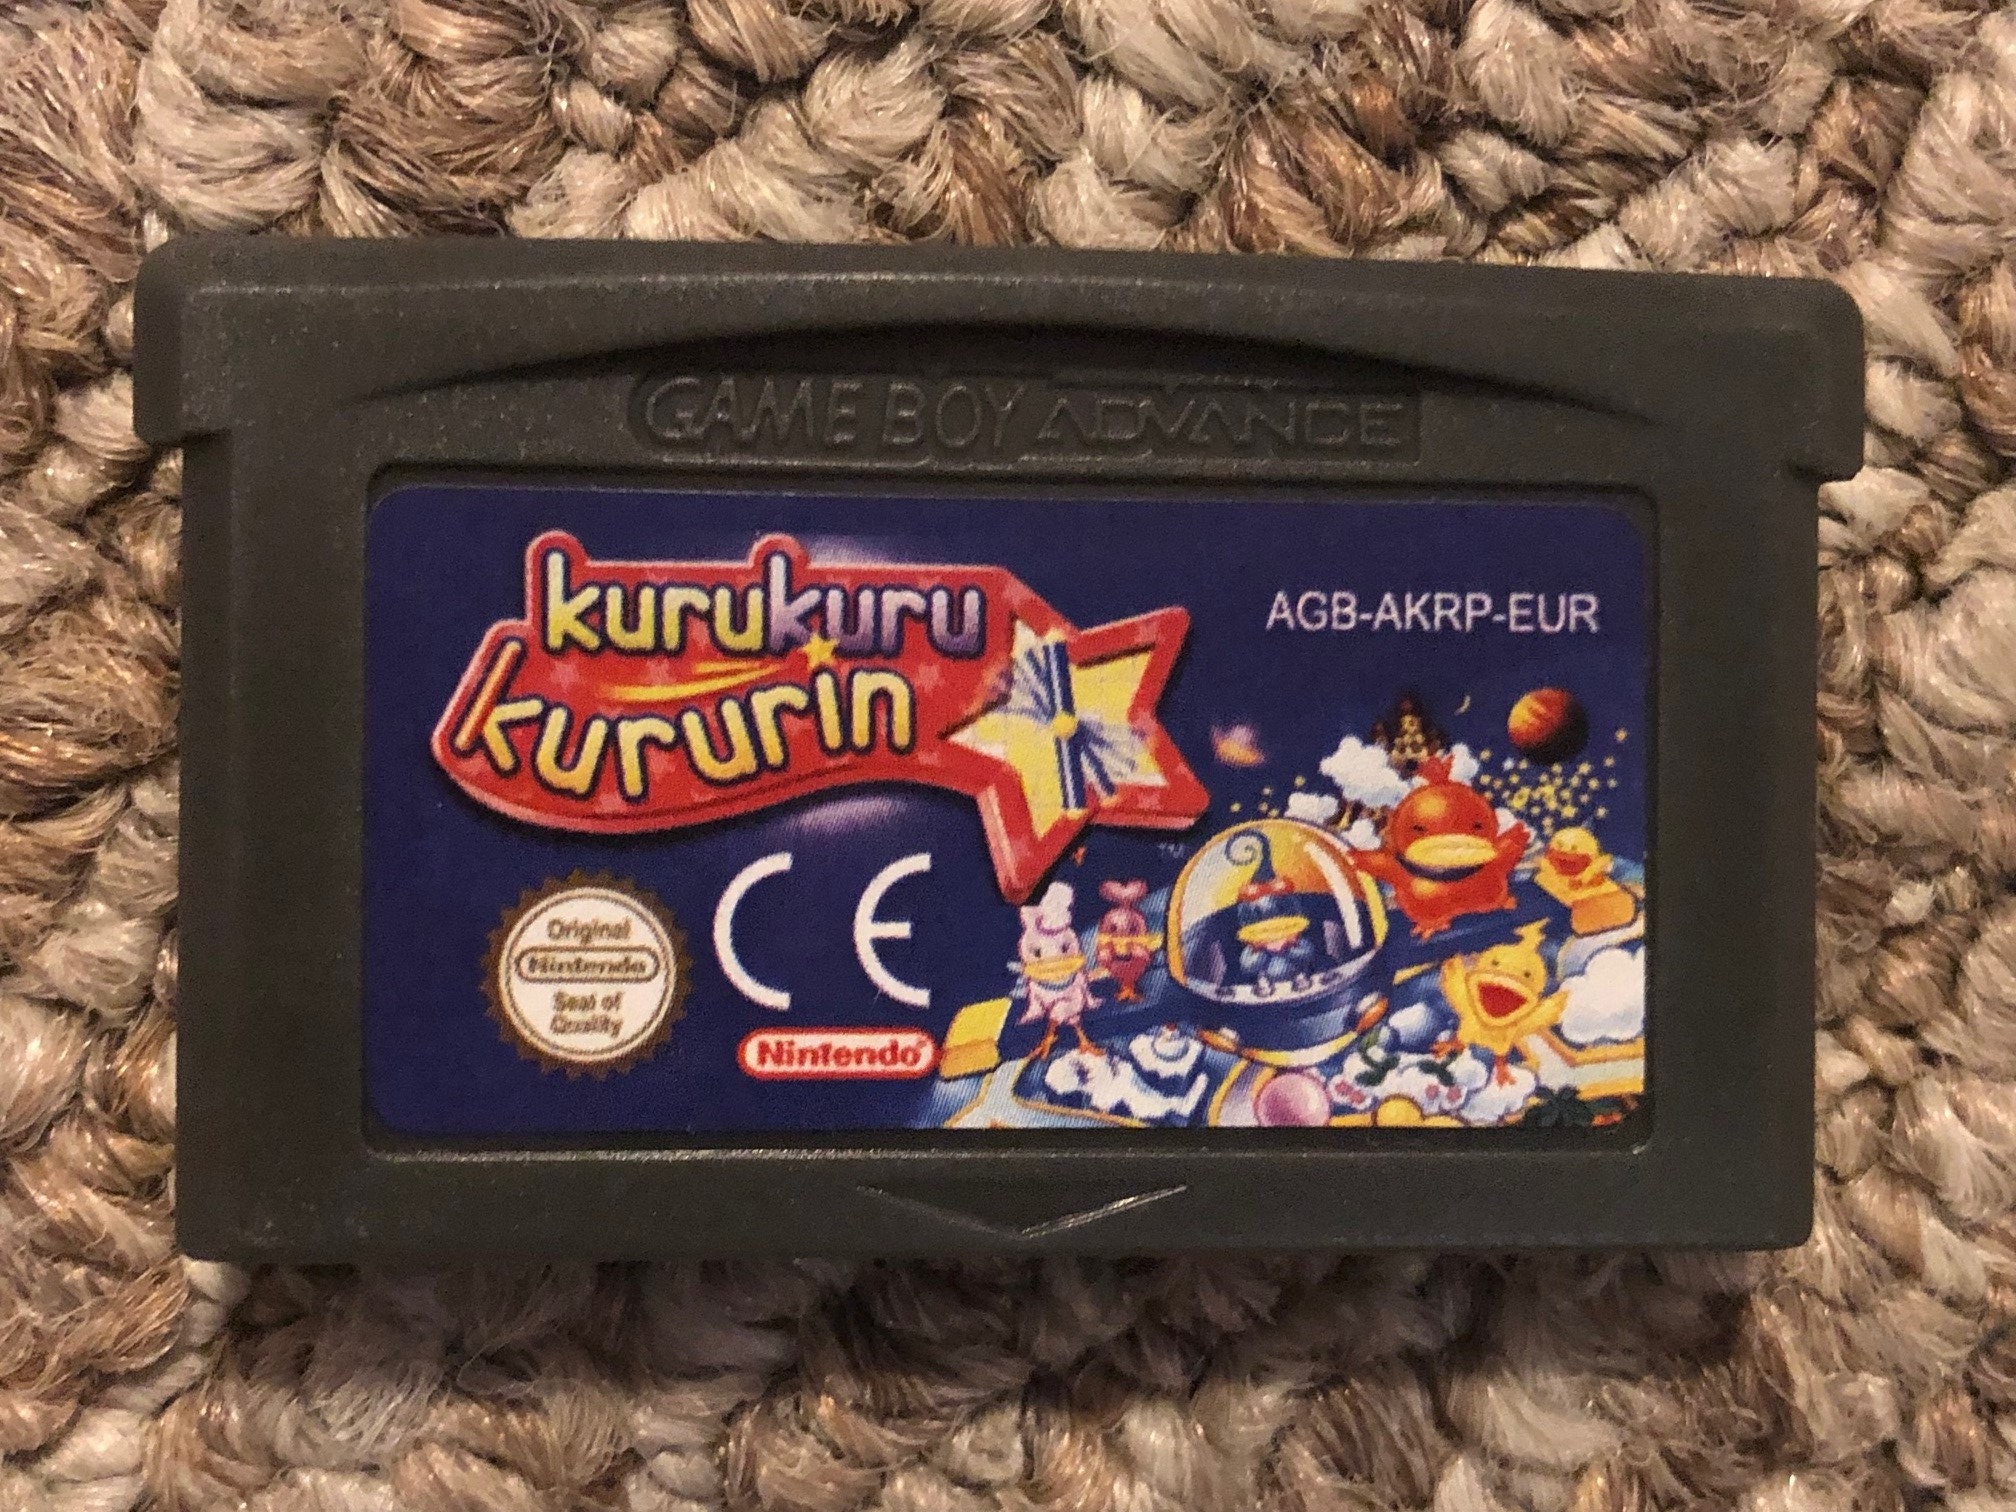 GAME BOY ADVANCE
kurukuru
kururin
AGB-AKRP-EUR
Original
Nintendo
Seal of
Quality
CE
Nintendo®